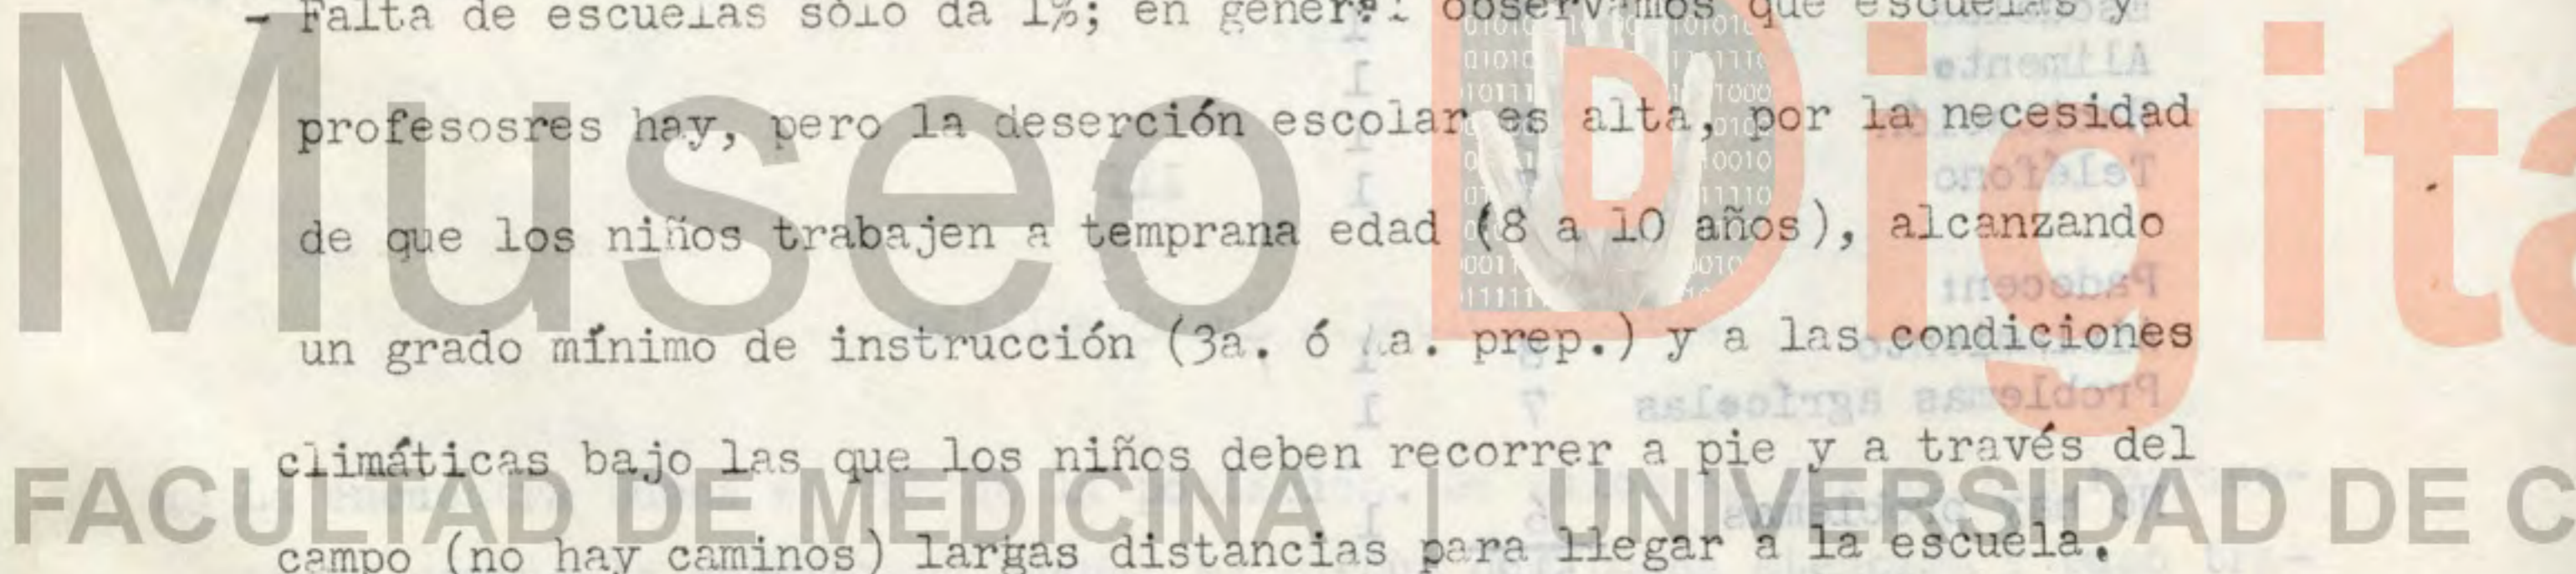 - Falta de escuelas sólo da 1%; en general observamos que escuelas y
profesosres hay, pero la deserción escolar es alta, por la necesidad
de que los niños trabajen a temprana edad (8 a 10 años), alcanzando
un grado mínimo de instrucción (3a. ó a. prep.) y a las condiciones
climáticas bajo las que los niños deben recorrer a pie y a través del
campo (no hay caminos) largas distancias para llegar a la escuela.
Museo Digita
FACULTAD DE MEDICINA | UNIVERSIDAD DE C